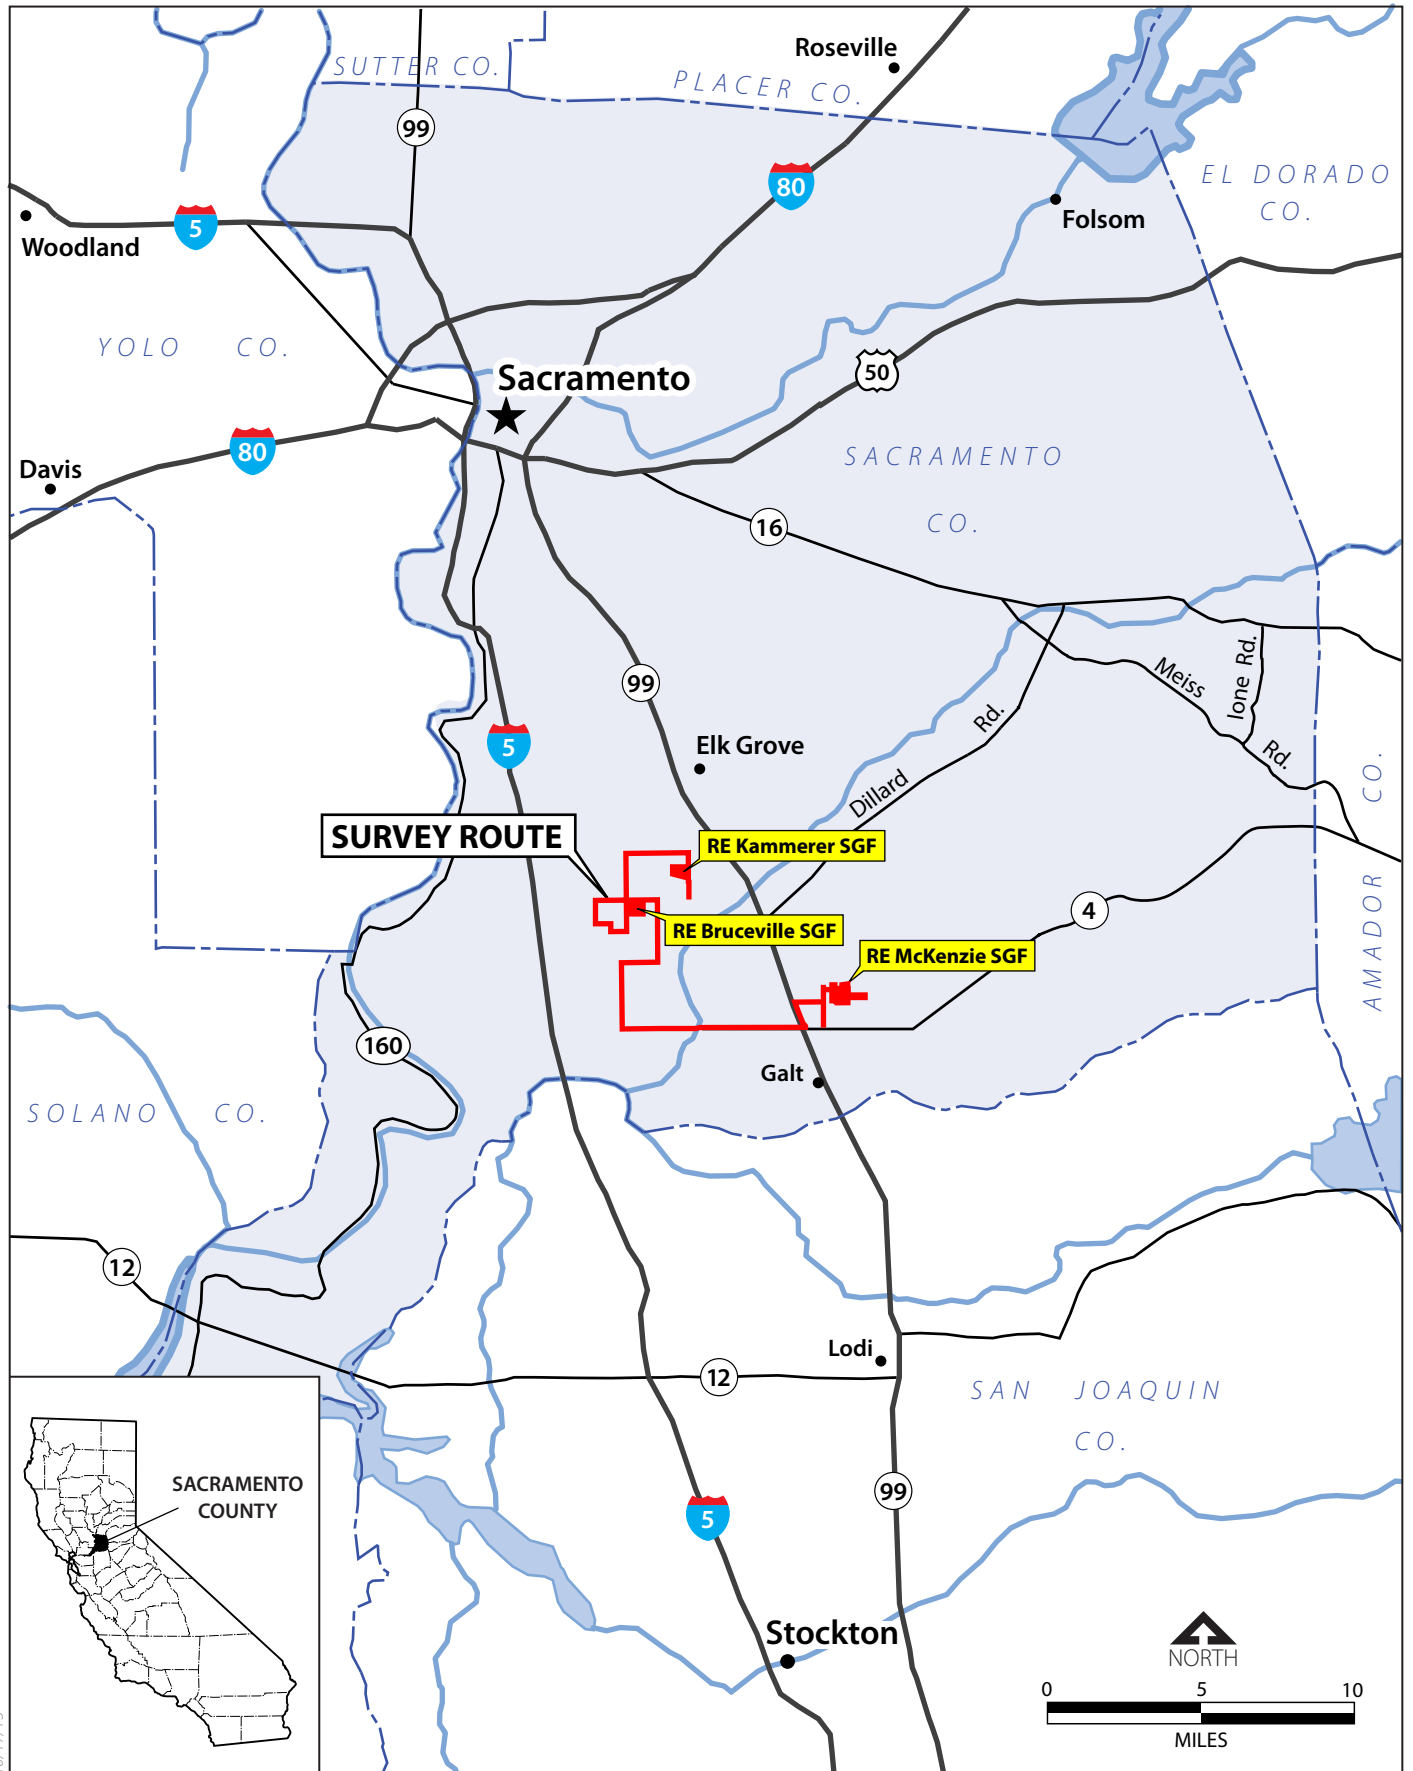 Roseville
SUTTER CO.
PLACER CO.
99
80
EL DORADO
CO.
Folsom
5
Woodland
YOLO CO.
Sacramento
50
80
Davis
SACRAMENTO
CO.
16
99
Meiss
Rd.
Ione Rd.
Elk Grove
Dillard
Rd.
5
SURVEY ROUTE
RE Kammerer SGF
RE Bruceville SGF
RE McKenzie SGF
4
AMADOR CO.
160
Galt
SOLANO CO.
12
Lodi
12
SAN JOAQUIN
CO.
99
5
SACRAMENTO
COUNTY
Stockton
NORTH
0 5 10
MILES